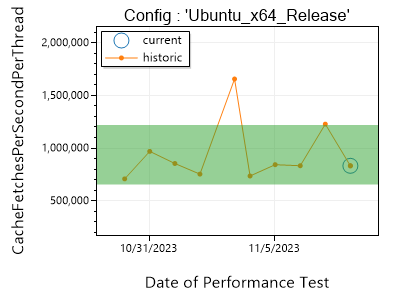 Config : 'Ubuntu_x64_Release'
CacheFetchesPerSecondPerThread
2,000,000
1,500,000
1,000,000
500,000
current
historic
10/31/2023
11/5/2023
Date of Performance Test